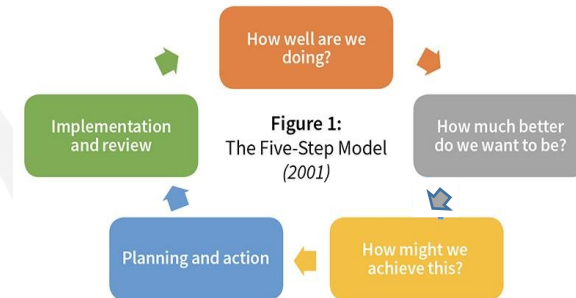 How well are we
doing?
Implementation
and review
Figure 1:
The Five-Step Model
(2001)
How much better
do we want to be?
Planning and action
How might we
achieve this?